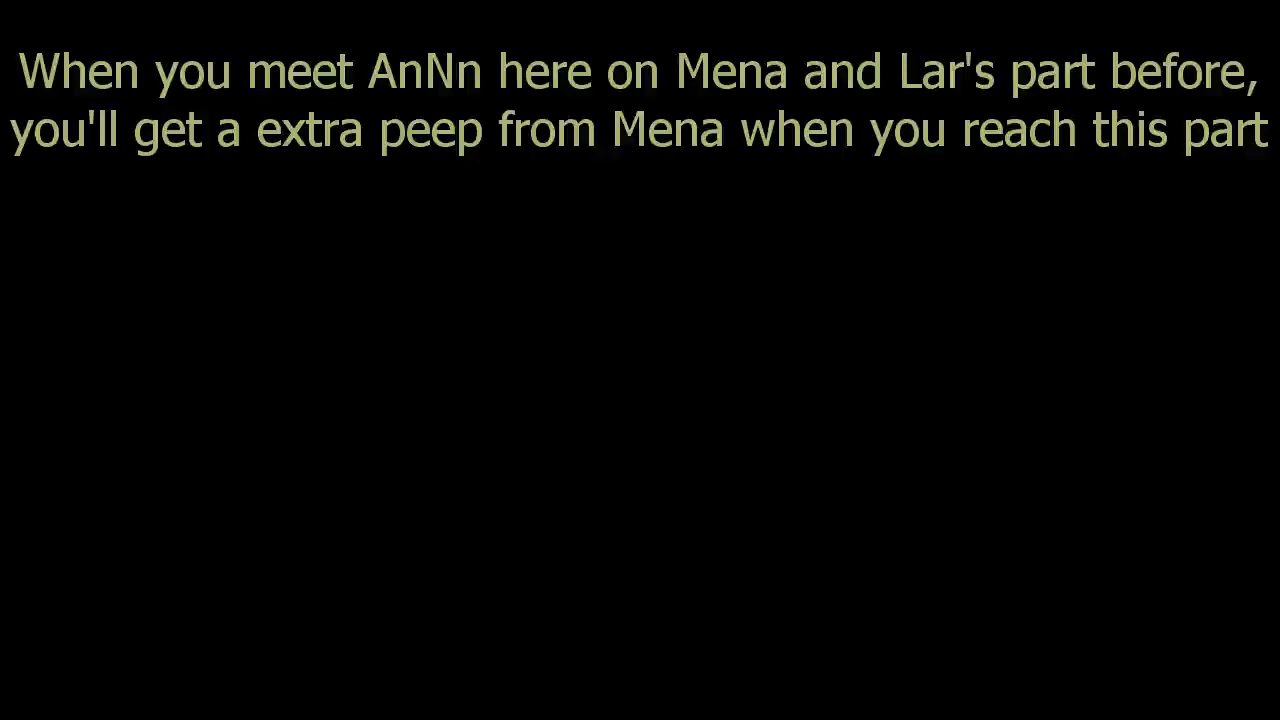 When you meet AnNn here on Mena and Lar's part before,
you'll get a extra peep from Mena when you reach this part